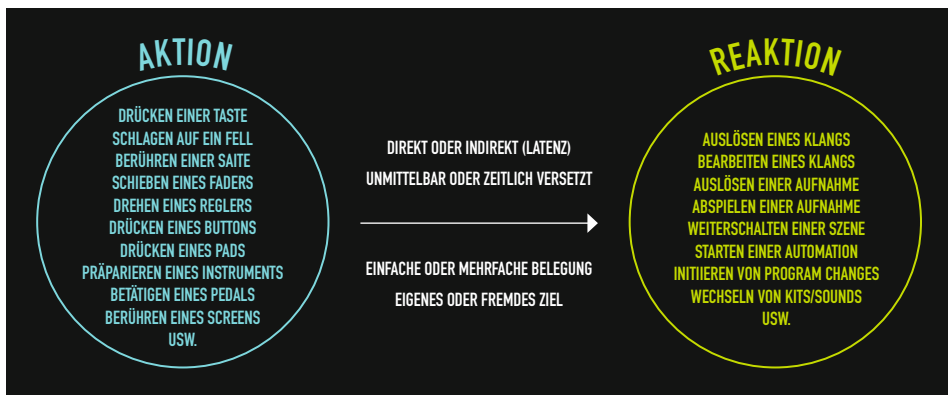 AKTION
DRÜCKEN EINER TASTE
SCHLAGEN AUF EIN FELL
BERÜHREN EINER SAITE
SCHIEBEN EINES FADERS
DREHEN EINES REGLERS
DRÜCKEN EINES BUTTONS
DRÜCKEN EINES PADS
PRÄPARIEREN EINES INSTRUMENTS
BETÄTIGEN EINES PEDALS
BERÜHREN EINES SCREENS
USW.
DIREKT ODER INDIREKT (LATENZ)
UNMITTELBAR ODER ZEITLICH VERSETZT
EINFACHE ODER MEHRFACHE BELEGUNG
EIGENES ODER FREMDES ZIEL
REAKTION
AUSLÖSEN EINES KLANGS
BEARBEITEN EINES KLANGS
AUSLÖSEN EINER AUFNAHME
ABSPIELEN EINER AUFNAHME
WEITERSCHALTEN EINER SZENE
STARTEN EINER AUTOMATION
INITIIEREN VON PROGRAM CHANGES
WECHSELN VON KITS/SOUNDS
USW.